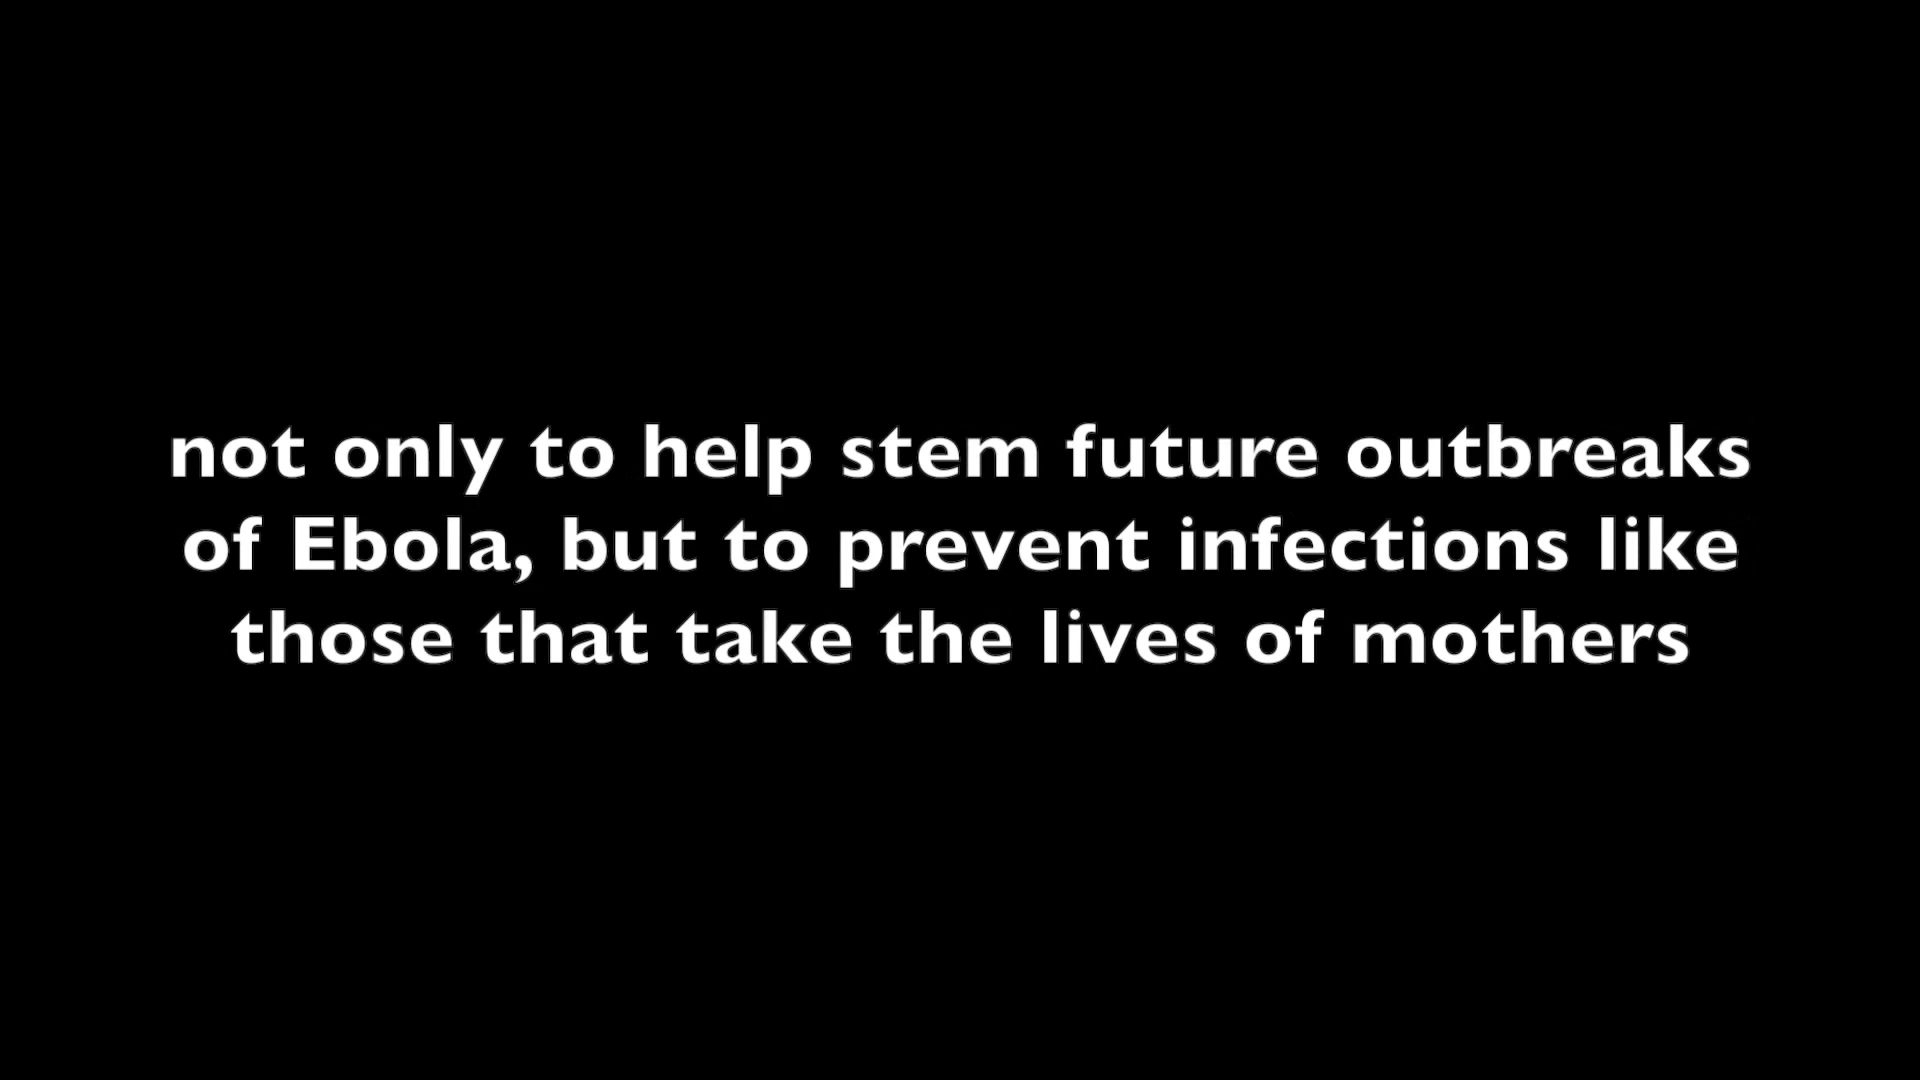 not only to help stem future outbreaks
of Ebola, but to prevent infections like
those that take the lives of mothers